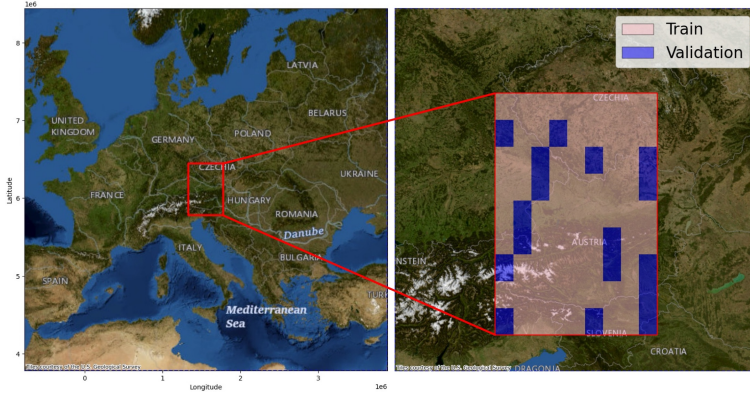 1e6
8
7
6
5
4
Latitude
LATVIA
UNITED
KINGDOM
BELARUS
GERMANY
POLAND
CZECHIA
UKRAINE
FRANCE
HUNGARY
ROMANIA
Danube
ITALY
BULGARIA
SPAIN
Mediterranean
Sea
Tiles courtesy of the U.S. Geological Survey
0
1
2
3
Longitude
1e6
Train
Validation
CZECHIA
AUSTRIA
NSTEIN
SLOVENIA
CROATIA
DRAGONJA
Tiles courtesy of the U.S. Geological Survey